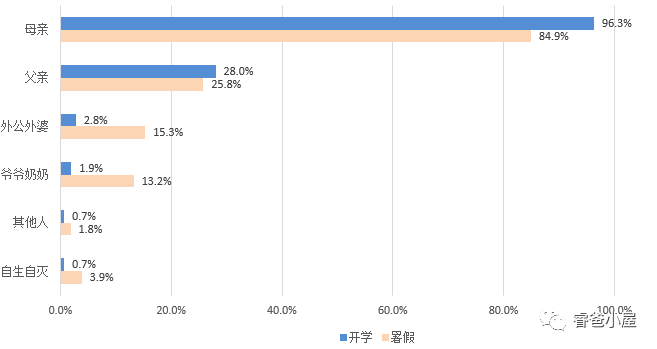 母亲
96.3%
84.9%
父亲
28.0%
25.8%
外公外婆
2.8%
15.3%
爷爷奶奶
1.9%
13.2%
其他人
0.7%
1.8%
自生自灭
0.7%
3.9%
0.0% 20.0% 40.0% 60.0% 80.0% 100.0%
睿爸小屋
开学 暑假